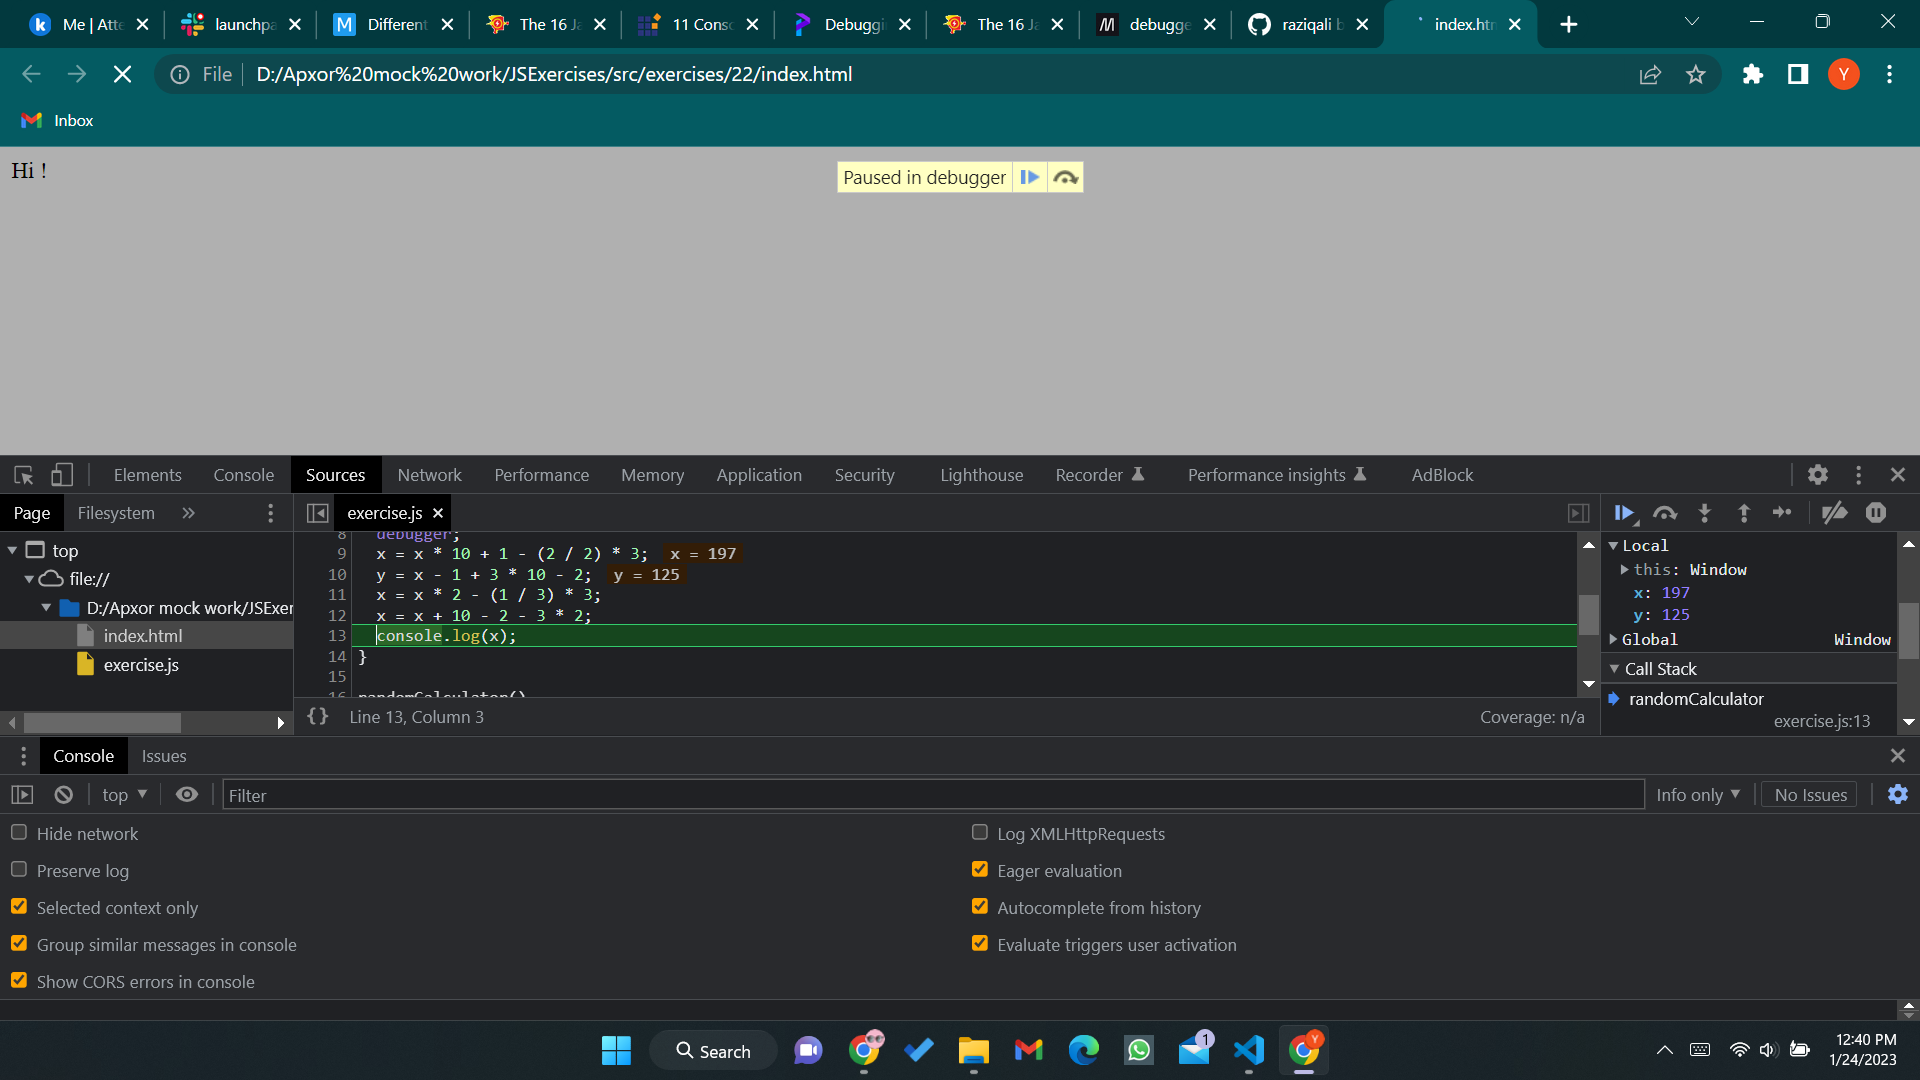 Me | Atte
launchpa
Different
The 16 Ja
11 Conso
Debuggin
The 16 Ja
debugge
raziqali b
index.htm
File
D:/Apxor%20mock%20work/JSExercises/src/exercises/22/index.html
Y
Inbox
Hi !
Paused in debugger
Elements
Console
Sources
Network
Performance
Memory
Application
Security
Lighthouse
Recorder
Performance insights
AdBlock
Page
Filesystem
exercise.js
top
file://
D:/Apxor mock work/JSExer
index.html
exercise.js
8 debugger;
9 x = x * 10 + 1 - (2 / 2) * 3; x = 197
10 y = x - 1 + 3 * 10 - 2; y = 125
11 x = x * 2 - (1 / 3) * 3;
12 x = x + 10 - 2 - 3 * 2;
13 console.log(x);
14 }
15
16 randomCalculator()
{} Line 13, Column 3
Coverage: n/a
Local
this: Window
x: 197
y: 125
Global Window
Call Stack
randomCalculator
exercise.js:13
Console
Issues
top
Filter
Info only
No Issues
Hide network
Log XMLHttpRequests
Preserve log
Eager evaluation
Selected context only
Autocomplete from history
Group similar messages in console
Evaluate triggers user activation
Show CORS errors in console
Search
1
Y
12:40 PM
1/24/2023